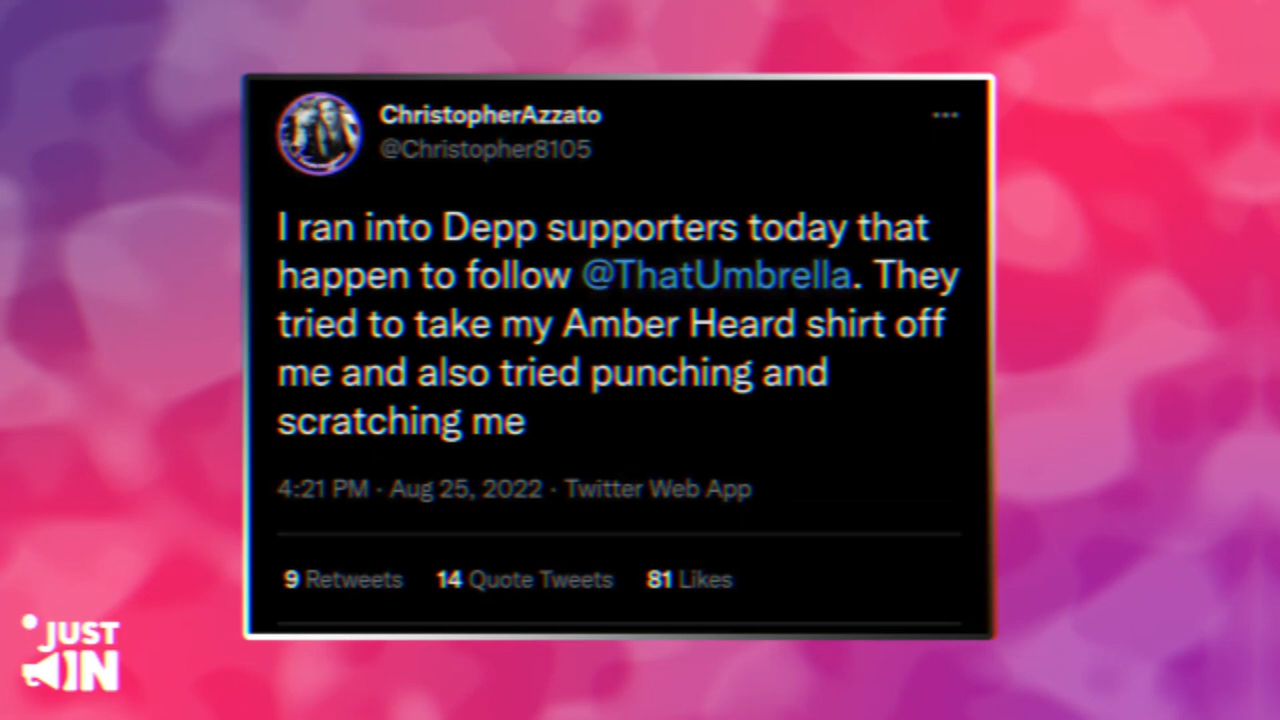 ChristopherAzzato
@Christopher8105
I ran into Depp supporters today that
happen to follow @ThatUmbrella. They
tried to take my Amber Heard shirt off
me and also tried punching and
scratching me
4:21 PM · Aug 25, 2022 · Twitter Web App
9 Retweets 14 Quote Tweets 81 Likes
JUST
IN